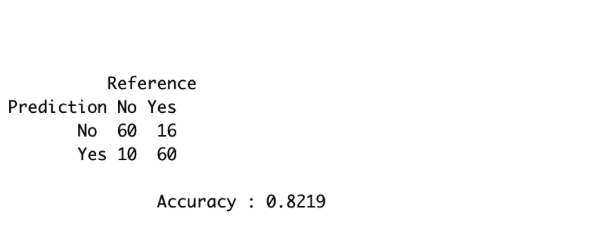 Reference
Prediction No Yes
No 60 16
Yes 10 60
Accuracy : 0.8219